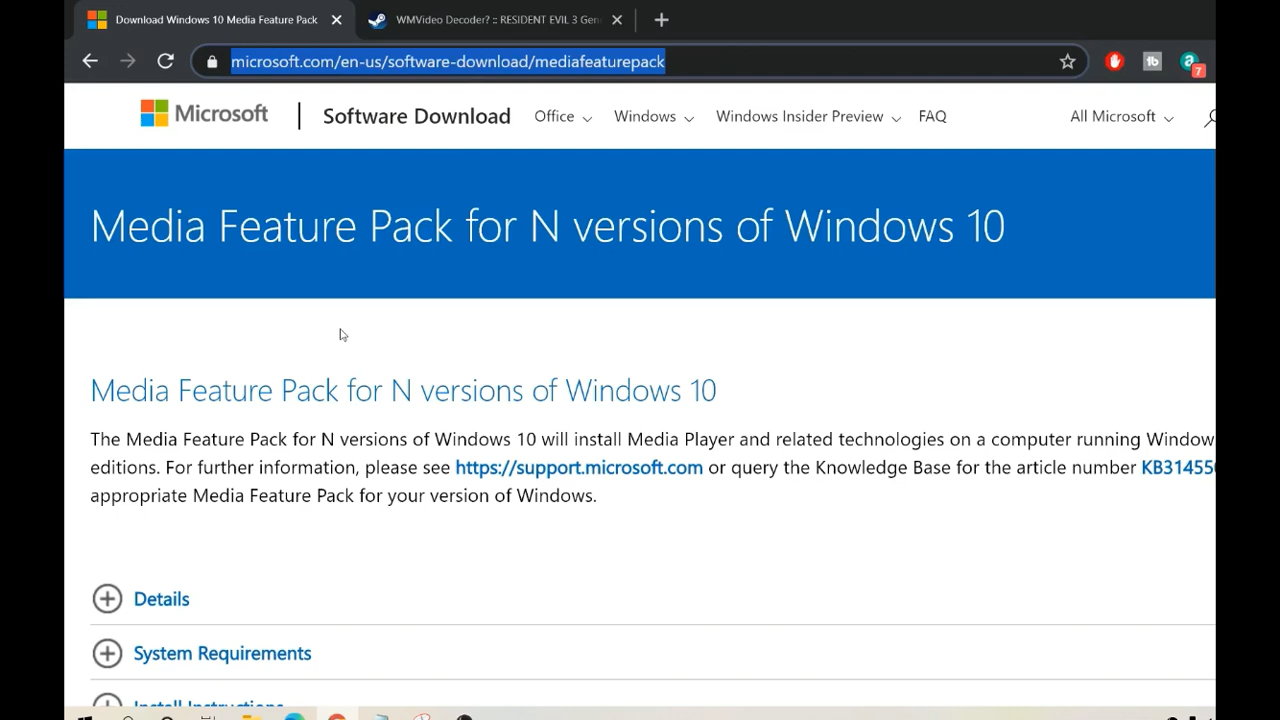 Download Windows 10 Media Feature Pack
WMVideo Decoder? :: RESIDENT EVIL 3 Gen
microsoft.com/en-us/software-download/mediafeaturepack
7
Microsoft
Software Download
Office
Windows
Windows Insider Preview
FAQ
All Microsoft
Media Feature Pack for N versions of Windows 10
Media Feature Pack for N versions of Windows 10
The Media Feature Pack for N versions of Windows 10 will install Media Player and related technologies on a computer running Window
editions. For further information, please see https://support.microsoft.com or query the Knowledge Base for the article number KB31455
appropriate Media Feature Pack for your version of Windows.
Details
System Requirements
Install Instructions